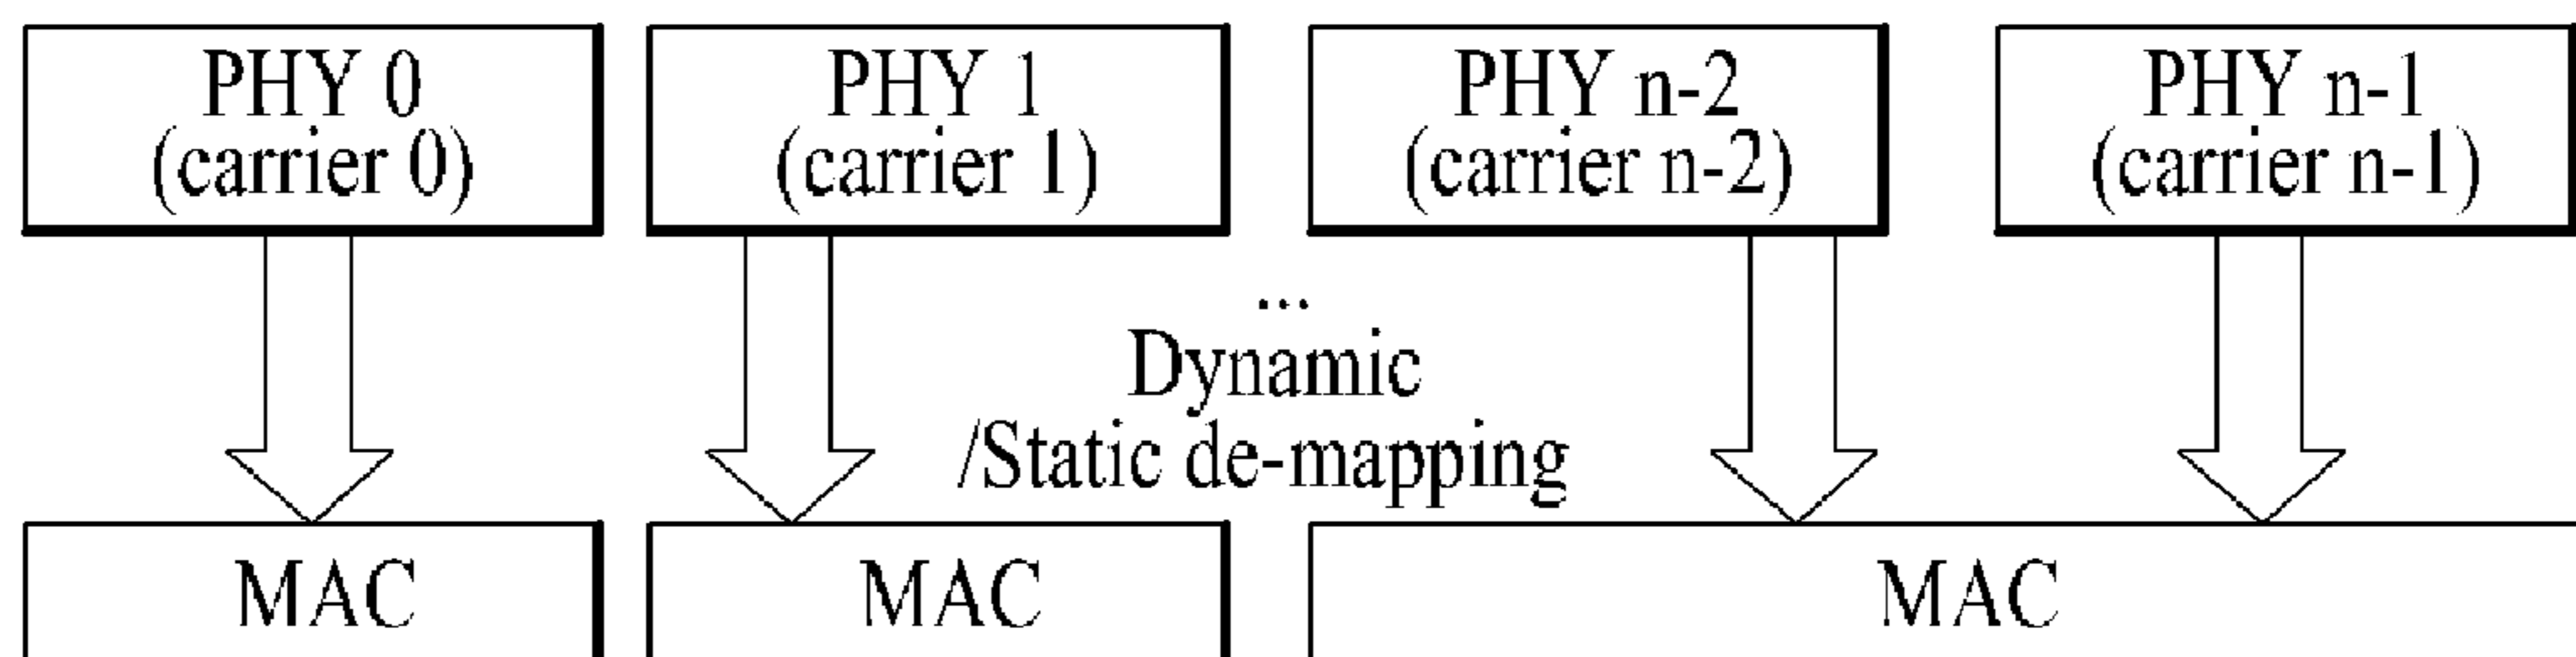 PHY 0
(carrier 0)
PHY 1
(carrier 1)
PHY n-2
(carrier n-2)
PHY n-1
(carrier n-1)
...
Dynamic
/Static de-mapping
MAC
MAC
MAC